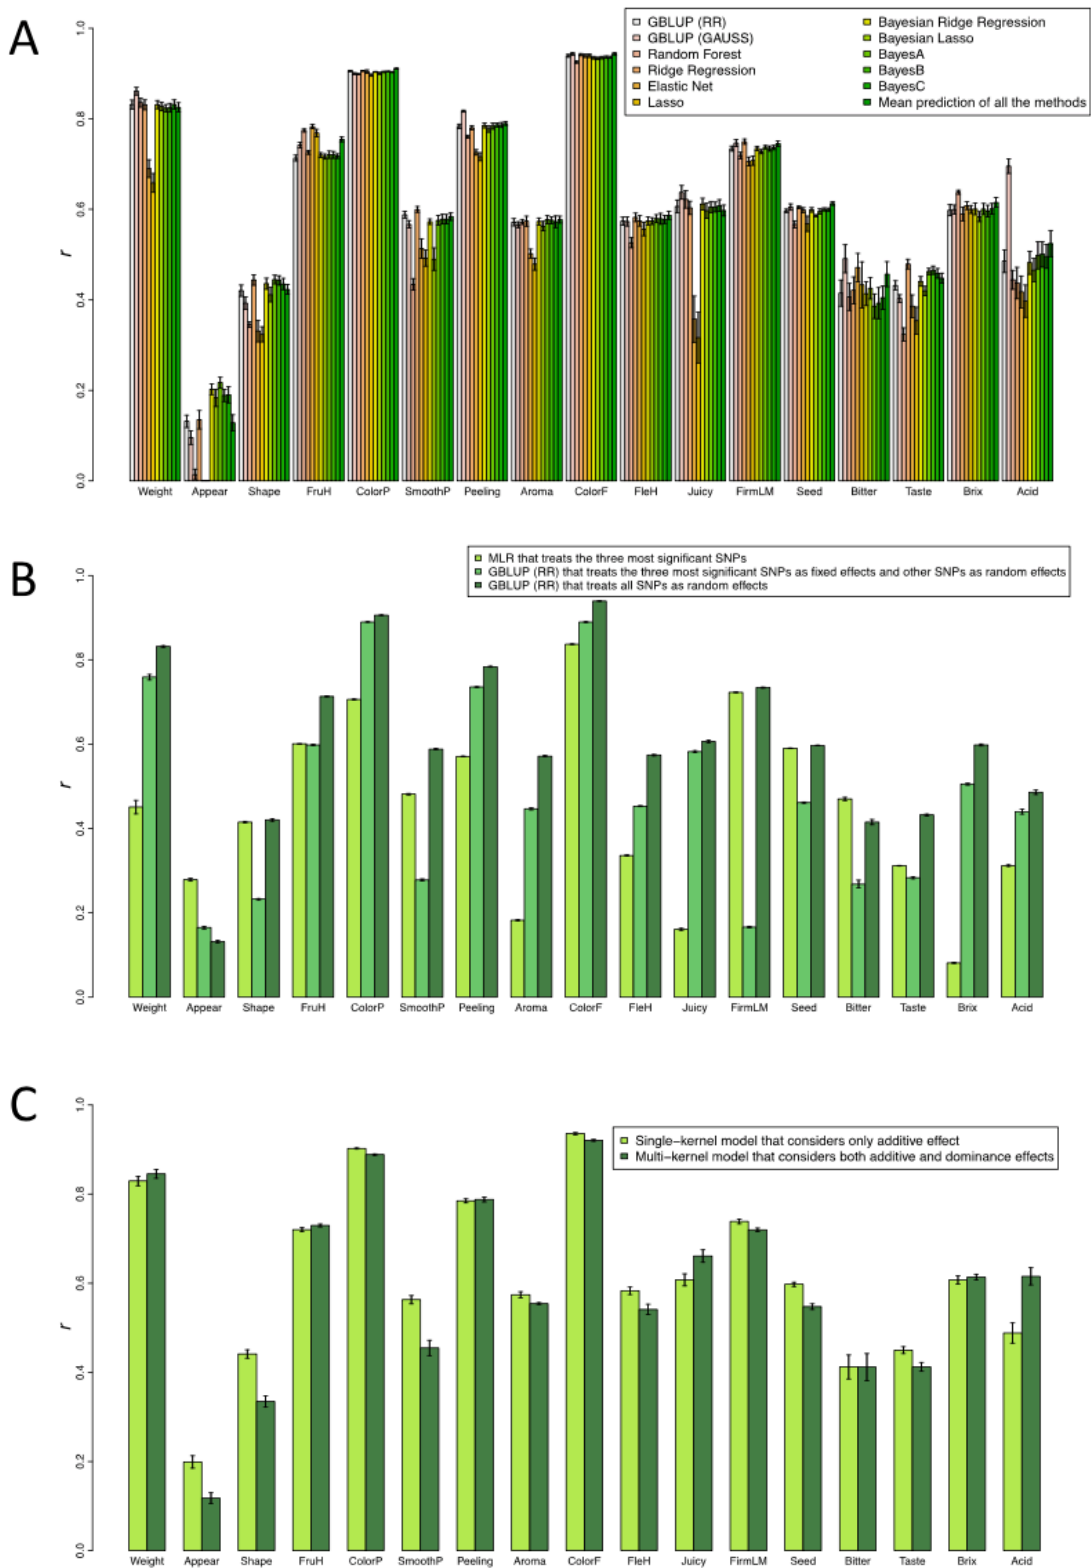 A
GBLUP (RR)
GBLUP (GAUSS)
Random Forest
Ridge Regression
Elastic Net
Lasso
Bayesian Ridge Regression
Bayesian Lasso
BayesA
BayesB
BayesC
Mean prediction of all the methods
1.0
0.8
0.6
0.4
0.2
0.0
r
Weight Appear Shape FruH ColorP SmoothP Peeling Aroma ColorF FleH Juicy FirmLM Seed Bitter Taste Brix Acid
B
MLR that treats the three most significant SNPs
GBLUP (RR) that treats the three most significant SNPs as fixed effects and other SNPs as random effects
GBLUP (RR) that treats all SNPs as random effects
1.0
0.8
0.6
0.4
0.2
0.0
r
Weight Appear Shape FruH ColorP SmoothP Peeling Aroma ColorF FleH Juicy FirmLM Seed Bitter Taste Brix Acid
C
Single-kernel model that considers only additive effect
Multi-kernel model that considers both additive and dominance effects
1.0
0.8
0.6
0.4
0.2
0.0
r
Weight Appear Shape FruH ColorP SmoothP Peeling Aroma ColorF FleH Juicy FirmLM Seed Bitter Taste Brix Acid